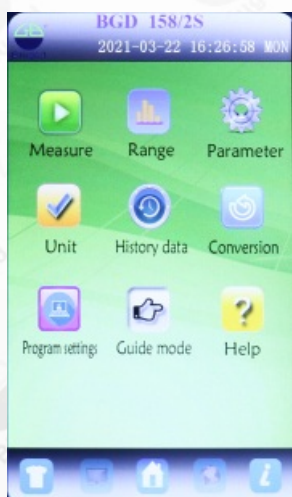 BGD 158/2S
2021-03-22 16:26:58 MON
Measure Range Parameter
Unit History data Conversion
Program settings Guide mode Help